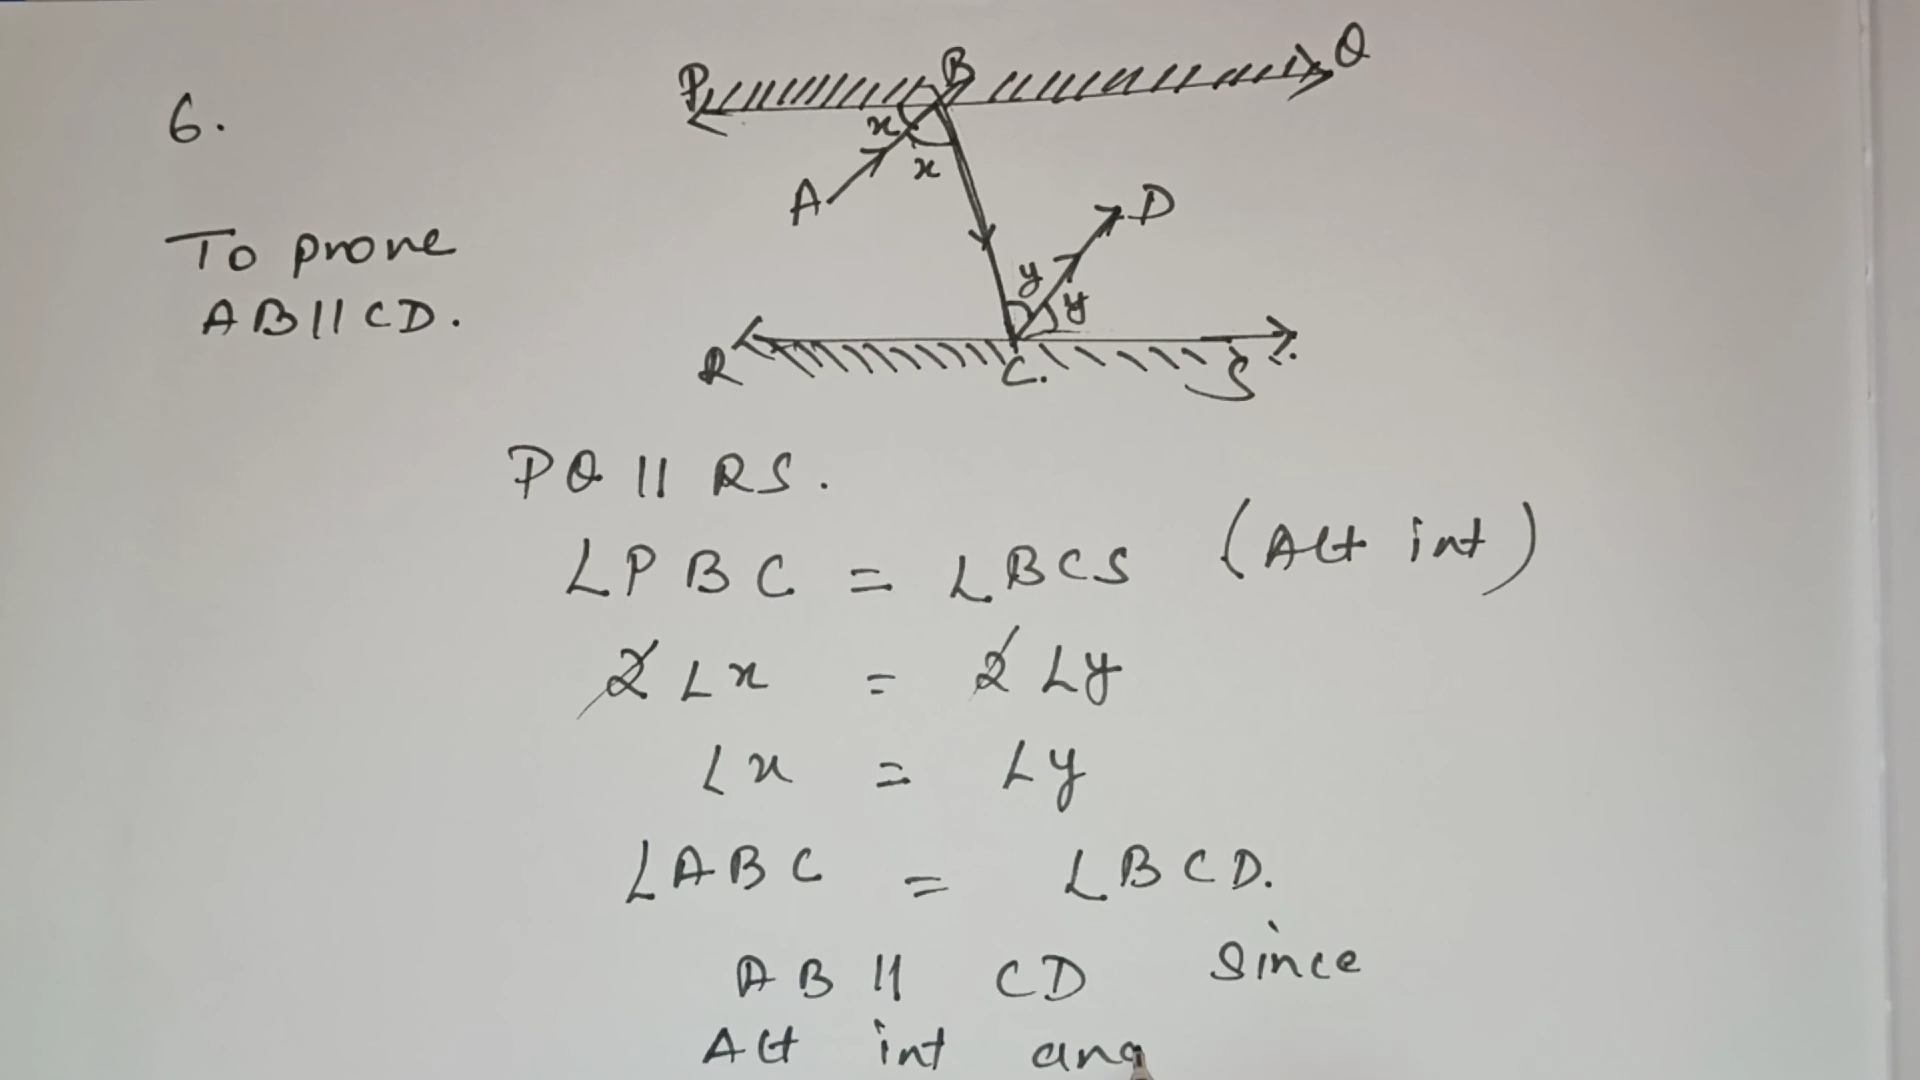 6.
To prove
AB || CD.
P B Q
x
x
A
D
y
y
R C. S
PQ || RS.
∠PBC = ∠BCS (Alt int)
2∠x = 2∠y
∠x = ∠y
∠ABC = ∠BCD.
AB || CD since
Alt int ang